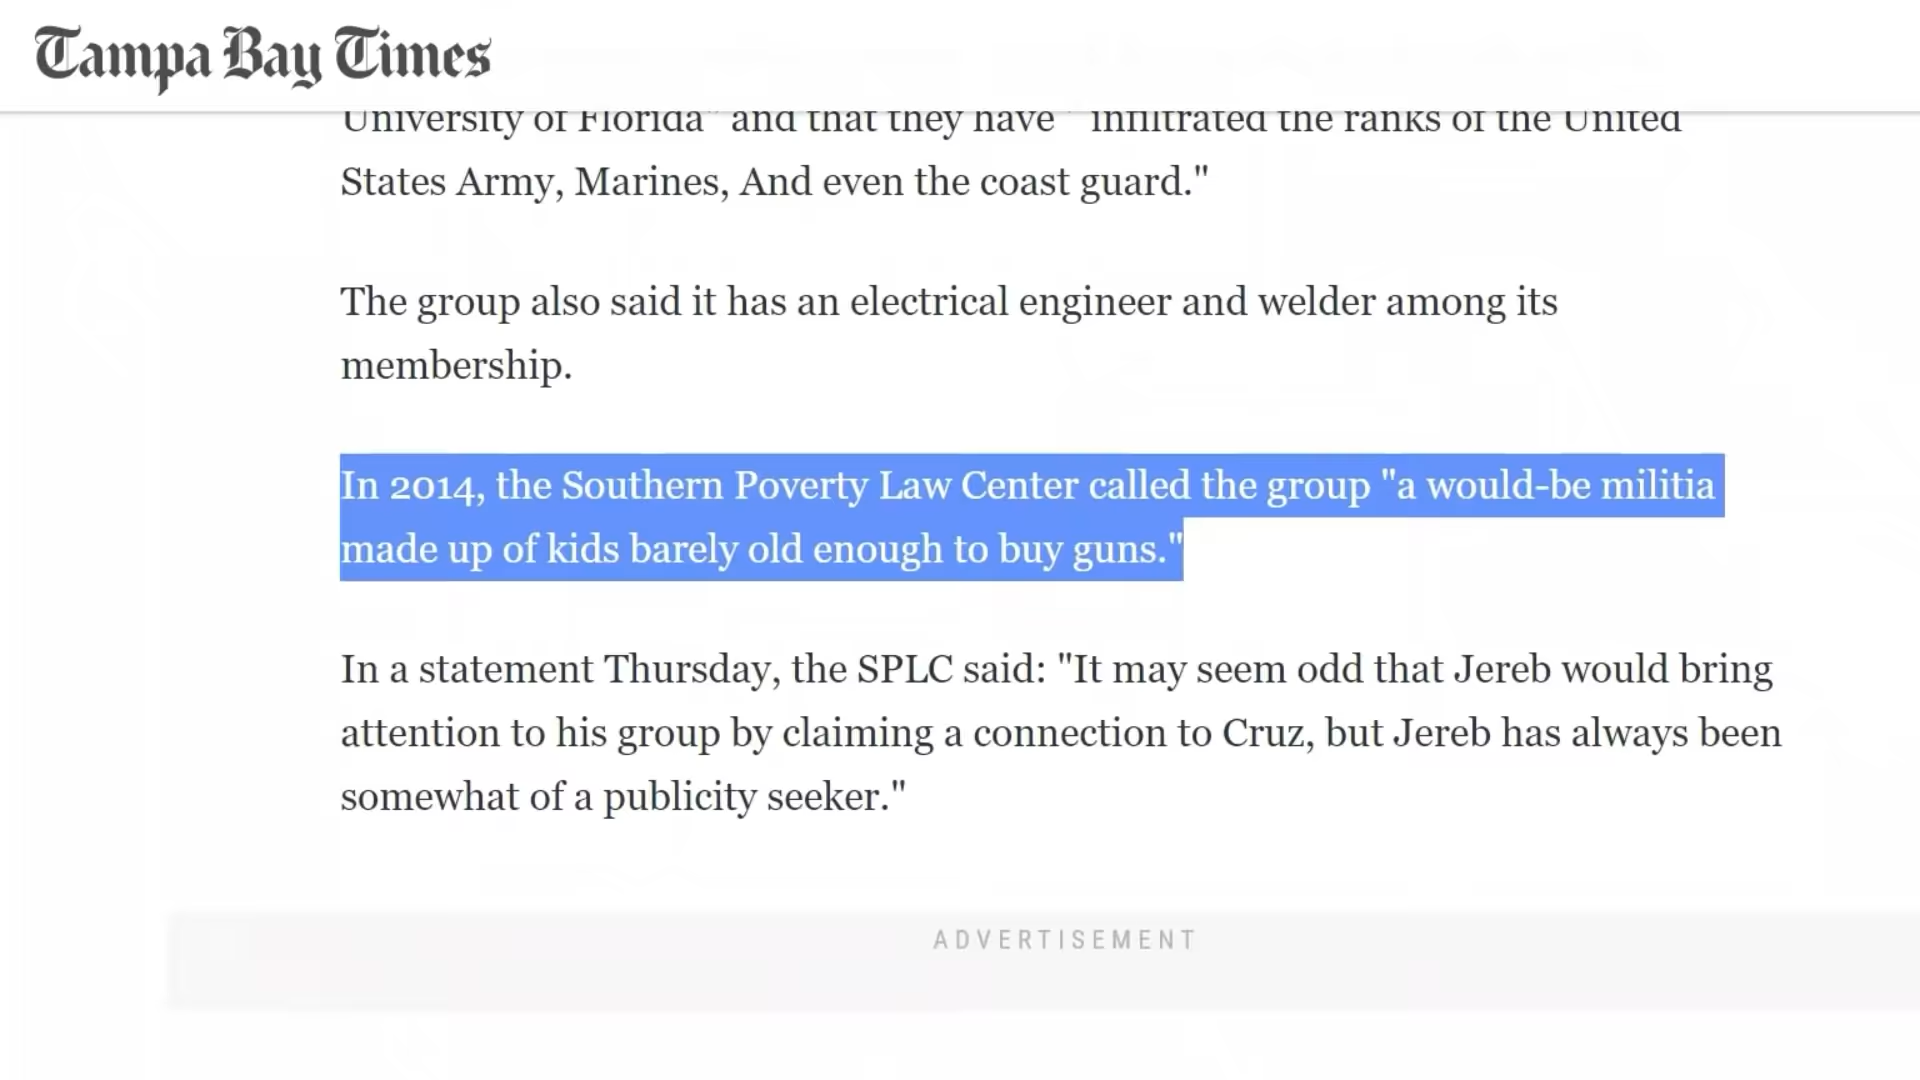 Tampa Bay Times
University of Florida" and that they have " infiltrated the ranks of the United
States Army, Marines, And even the coast guard."
The group also said it has an electrical engineer and welder among its
membership.
In 2014, the Southern Poverty Law Center called the group "a would-be militia
made up of kids barely old enough to buy guns."
In a statement Thursday, the SPLC said: "It may seem odd that Jereb would bring
attention to his group by claiming a connection to Cruz, but Jereb has always been
somewhat of a publicity seeker."
ADVERTISEMENT